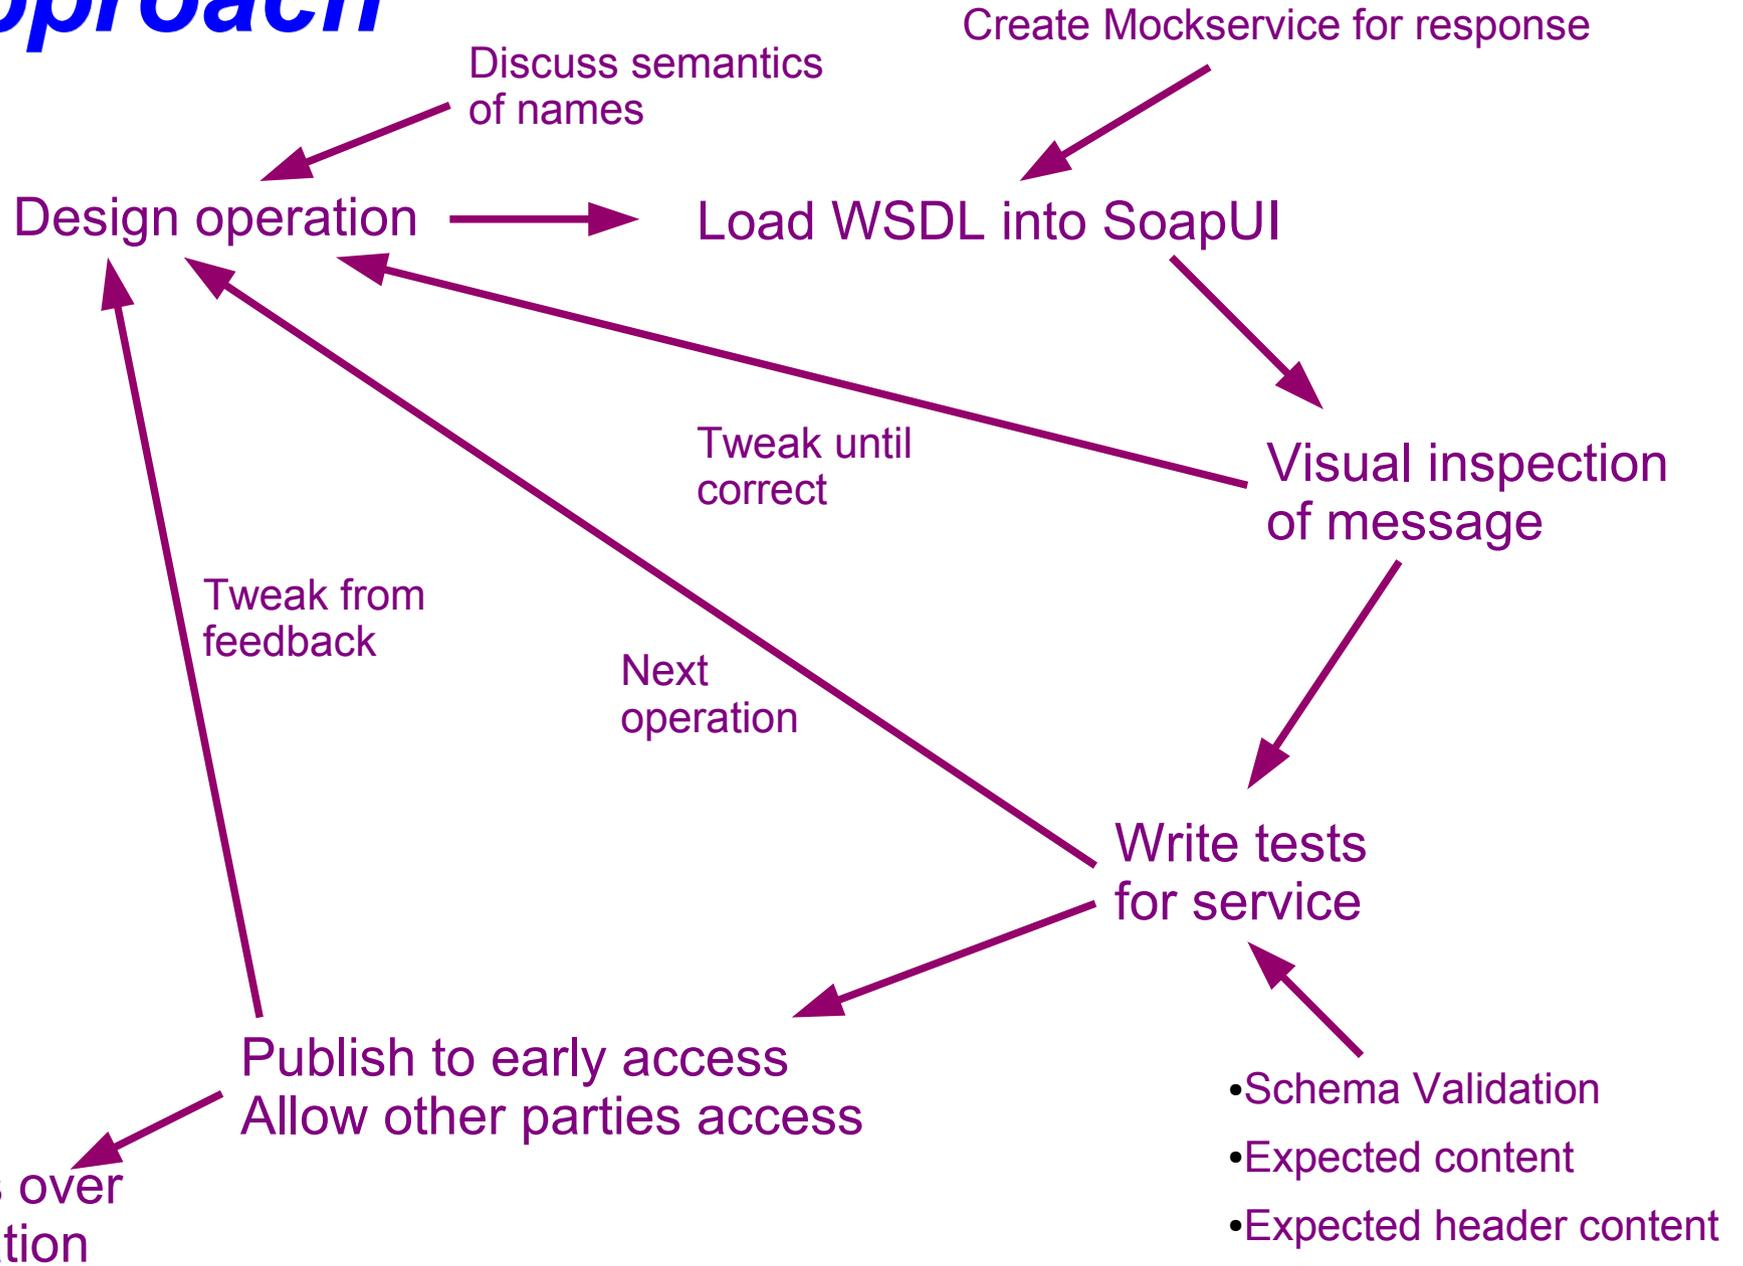 Create Mockservice for response
Discuss semantics
of names
Design operation
Load WSDL into SoapUI
Tweak until
correct
Visual inspection
of message
Tweak from
feedback
Next
operation
Write tests
for service
Publish to early access
Allow other parties access
•Schema Validation
•Expected content
•Expected header content
over